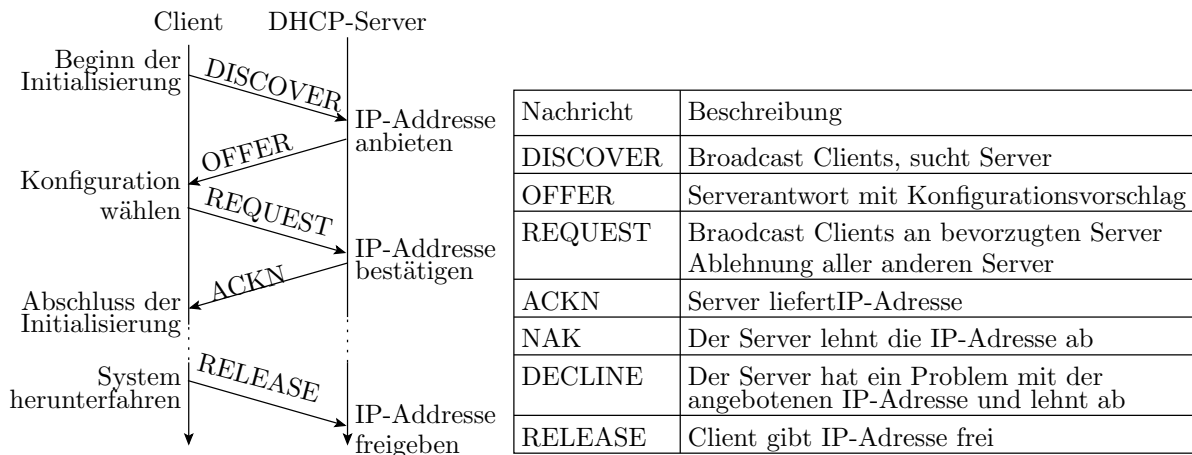 Client
DHCP-Server
Beginn der
Initialisierung
DISCOVER
IP-Addresse
anbieten
OFFER
Konfiguration
wählen
REQUEST
IP-Addresse
bestätigen
ACKN
Abschluss der
Initialisierung
System
herunterfahren
RELEASE
IP-Addresse
freigeben
Nachricht Beschreibung
DISCOVER Broadcast Clients, sucht Server
OFFER Serverantwort mit Konfigurationsvorschlag
REQUEST Braodcast Clients an bevorzugten Server
Ablehnung aller anderen Server
ACKN Server liefertIP-Adresse
NAK Der Server lehnt die IP-Adresse ab
DECLINE Der Server hat ein Problem mit der
angebotenen IP-Adresse und lehnt ab
RELEASE Client gibt IP-Adresse frei